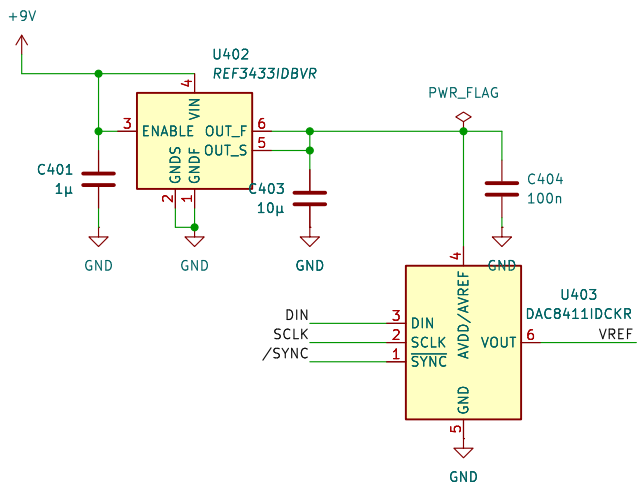 +9V
U402
REF3433IDBVR
4
VIN
PWR_FLAG
3
ENABLE
OUT_F
6
OUT_S
5
GNDS
GNDF
2
1
C401
1µ
C403
10µ
C404
100n
GND
GND
GND
GND
4
U403
DAC8411IDCKR
AVDD/AVREF
DIN
3
DIN
SCLK
2
SCLK
/SYNC
1
SYNC
VOUT
6
VREF
GND
5
GND